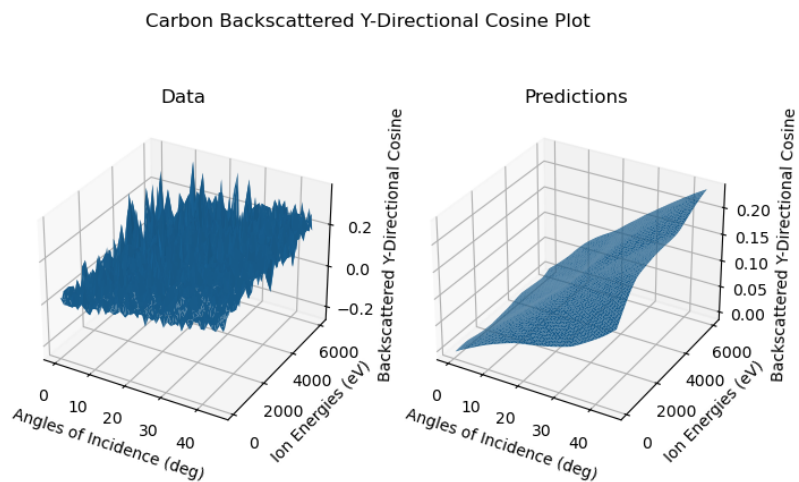 Carbon Backscattered Y-Directional Cosine Plot
Data
Predictions
Backscattered Y-Directional Cosine
0.2
0.0
−0.2
6000
4000
2000
0
Ion Energies (eV)
0
10
20
30
40
Angles of Incidence (deg)
Backscattered Y-Directional Cosine
0.20
0.15
0.10
0.05
0.00
6000
4000
2000
0
Ion Energies (eV)
0
10
20
30
40
Angles of Incidence (deg)